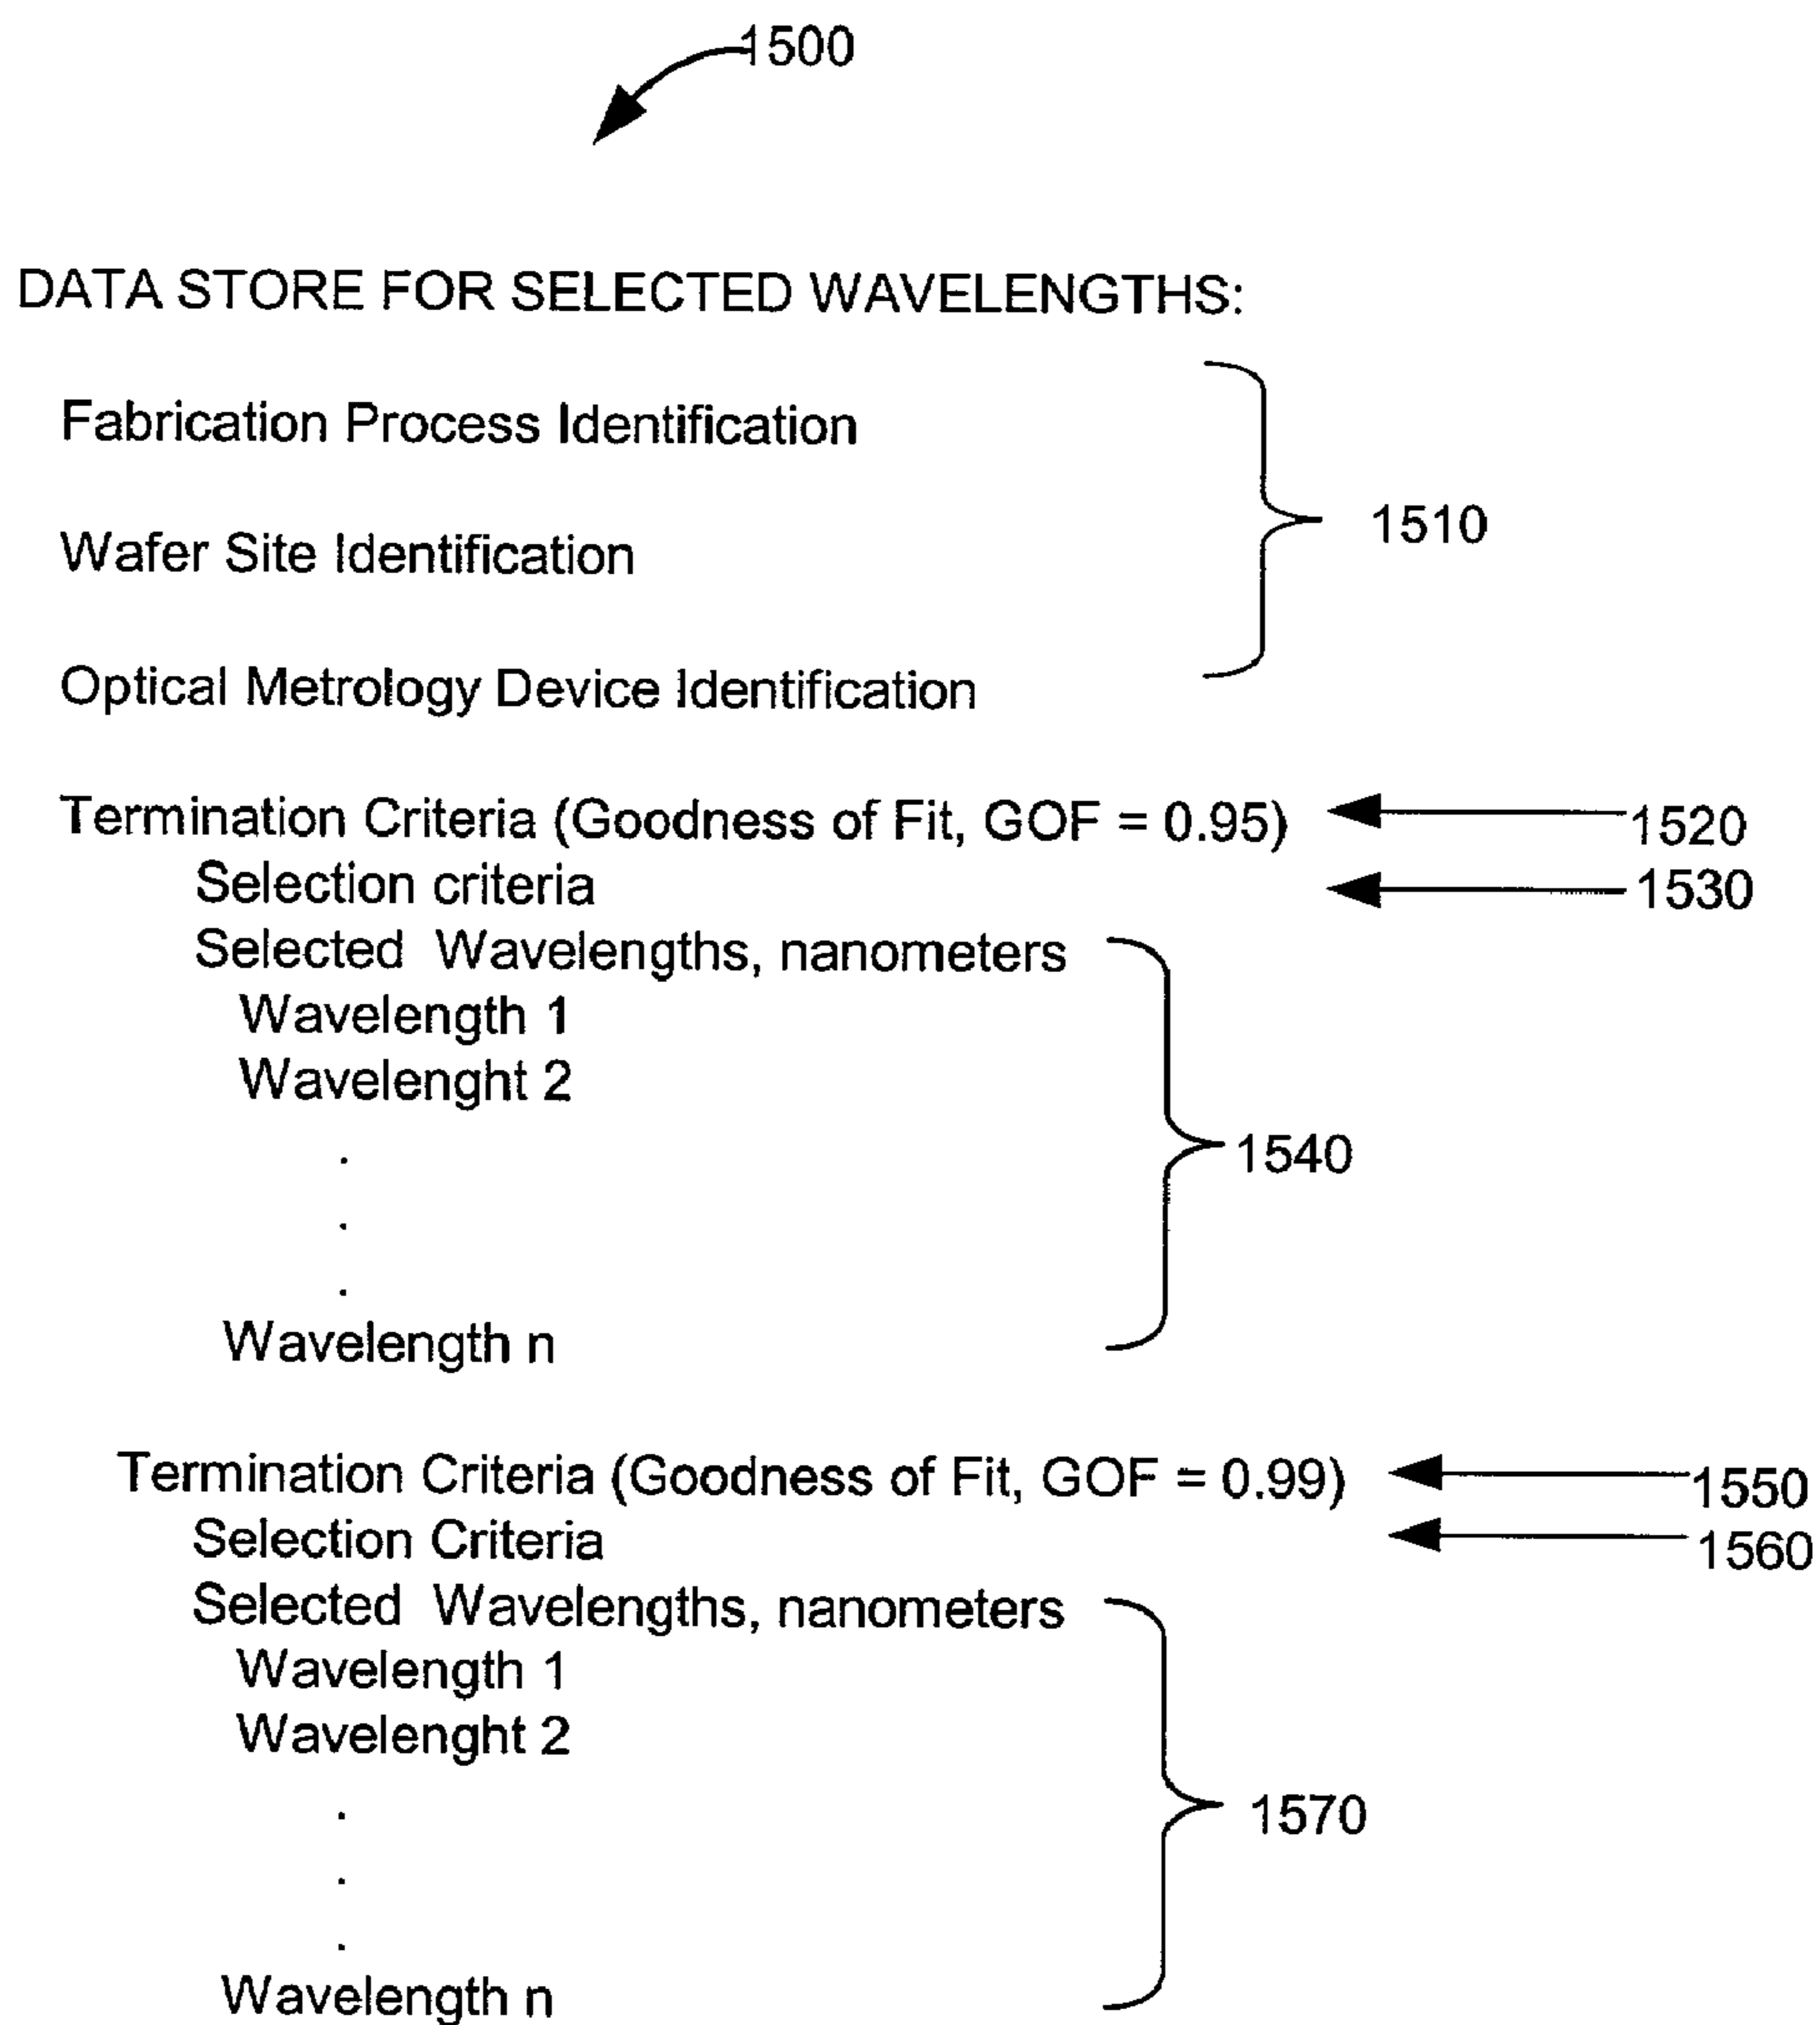 1500
DATA STORE FOR SELECTED WAVELENGTHS:
Fabrication Process Identification
Wafer Site Identification
1510
Optical Metrology Device Identification
Termination Criteria (Goodness of Fit, GOF = 0.95) 1520
Selection criteria 1530
Selected Wavelengths, nanometers
Wavelength 1
Wavelenght 2
.
1540
.
.
Wavelength n
Termination Criteria (Goodness of Fit, GOF = 0.99) 1550
Selection Criteria 1560
Selected Wavelengths, nanometers
Wavelength 1
Wavelenght 2
.
1570
.
.
Wavelength n